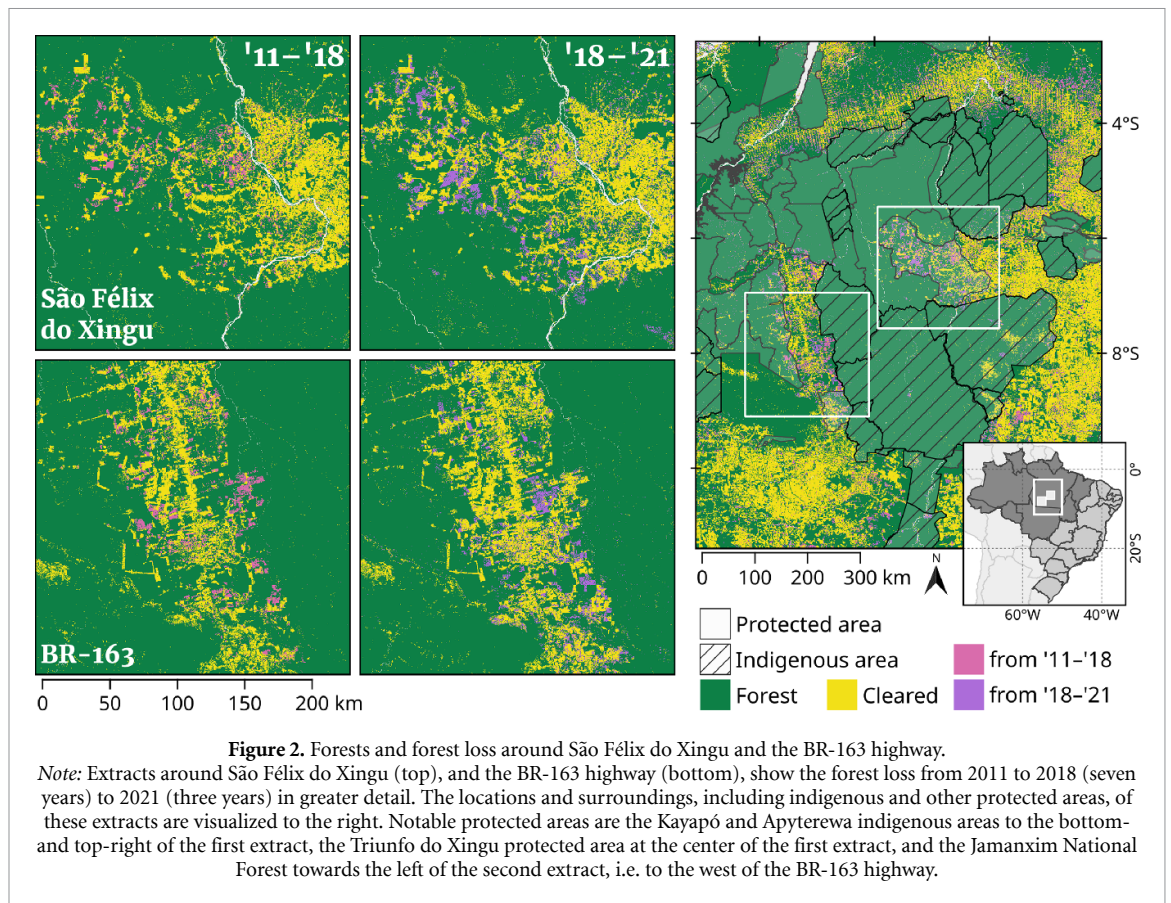 '11–'18
'18–'21
São Félix
do Xingu
BR-163
0 50 100 150 200 km
4°S
8°S
0 100 200 300 km
N
0°
20°S
60°W 40°W
Protected area
Indigenous area
from '11–'18
Forest
Cleared
from '18–'21
Figure 2. Forests and forest loss around São Félix do Xingu and the BR-163 highway.
Note: Extracts around São Félix do Xingu (top), and the BR-163 highway (bottom), show the forest loss from 2011 to 2018 (seven
years) to 2021 (three years) in greater detail. The locations and surroundings, including indigenous and other protected areas, of
these extracts are visualized to the right. Notable protected areas are the Kayapó and Apyterewa indigenous areas to the bottom-
and top-right of the first extract, the Triunfo do Xingu protected area at the center of the first extract, and the Jamanxim National
Forest towards the left of the second extract, i.e. to the west of the BR-163 highway.